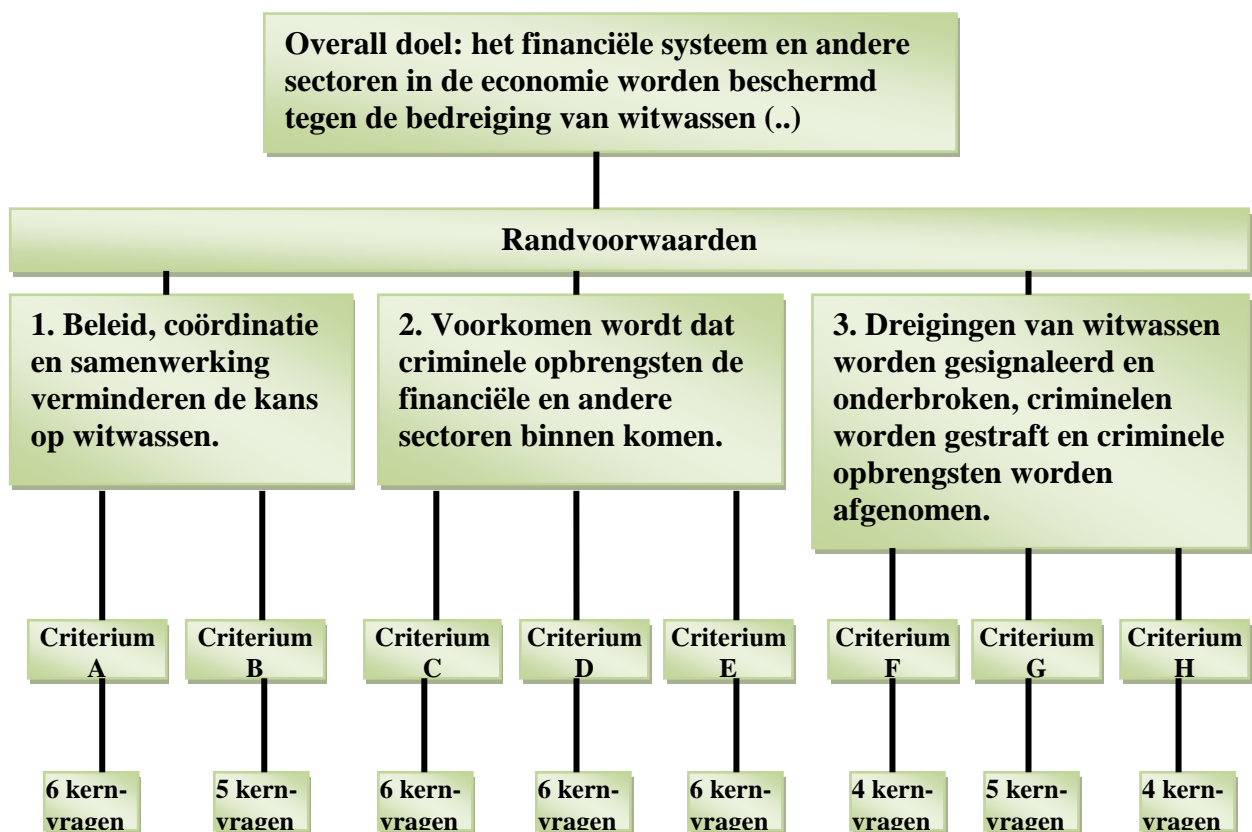 Overall doel: het financiële systeem en andere
sectoren in de economie worden beschermd
tegen de bedreiging van witwassen (..)
Randvoorwaarden
1. Beleid, coördinatie
en samenwerking
verminderen de kans
op witwassen.
2. Voorkomen wordt dat
criminele opbrengsten de
financiële en andere
sectoren binnen komen.
3. Dreigingen van witwassen
worden gesignaleerd en
onderbroken, criminelen
worden gestraft en criminele
opbrengsten worden
afgenomen.
Criterium
A
Criterium
B
Criterium
C
Criterium
D
Criterium
E
Criterium
F
Criterium
G
Criterium
H
6 kern-
vragen
5 kern-
vragen
6 kern-
vragen
6 kern-
vragen
6 kern-
vragen
4 kern-
vragen
5 kern-
vragen
4 kern-
vragen